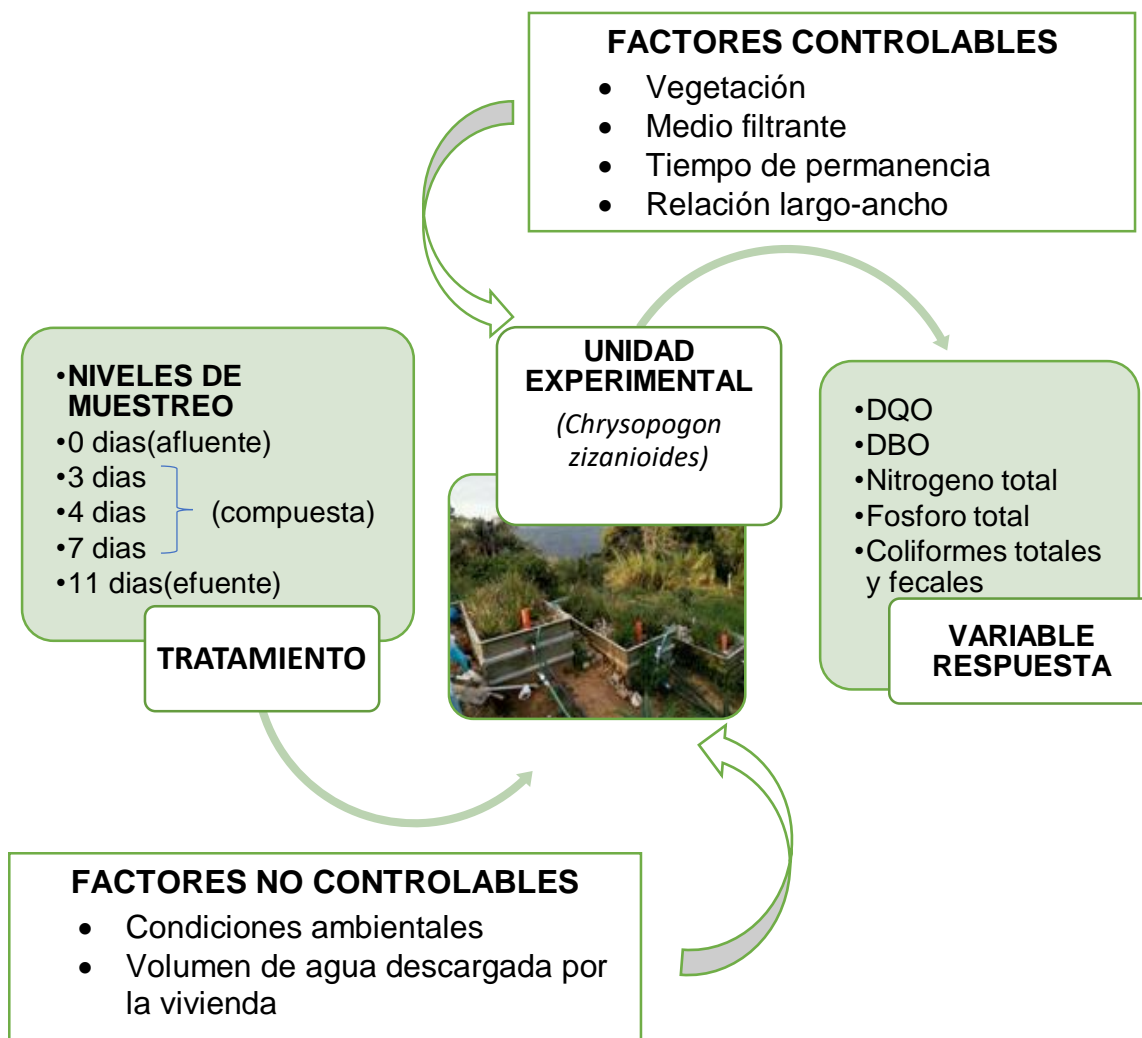 FACTORES CONTROLABLES
• Vegetación
• Medio filtrante
• Tiempo de permanencia
• Relación largo-ancho
•NIVELES DE
MUESTREO
•0 dias(afluente)
•3 dias
•4 dias (compuesta)
•7 dias
•11 dias(efuente)
TRATAMIENTO
UNIDAD
EXPERIMENTAL
(Chrysopogon
zizanioides)
•DQO
•DBO
•Nitrogeno total
•Fosforo total
•Coliformes totales
y fecales
VARIABLE
RESPUESTA
FACTORES NO CONTROLABLES
• Condiciones ambientales
• Volumen de agua descargada por
la vivienda